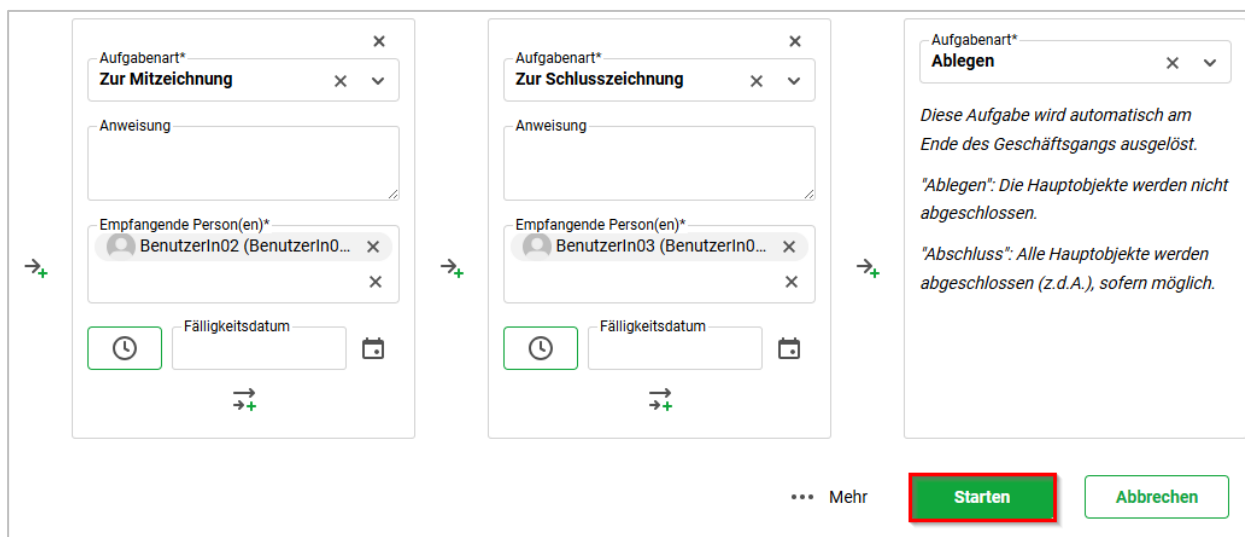 Aufgabenart*
Zur Mitzeichnung
Anweisung
Empfangende Person(en)*
BenutzerIn02 (BenutzerIn0...
Fälligkeitsdatum
Aufgabenart*
Zur Schlusszeichnung
Anweisung
Empfangende Person(en)*
BenutzerIn03 (BenutzerIn0...
Fälligkeitsdatum
Aufgabenart*
Ablegen
Diese Aufgabe wird automatisch am
Ende des Geschäftsgangs ausgelöst.
"Ablegen": Die Hauptobjekte werden nicht
abgeschlossen.
"Abschluss": Alle Hauptobjekte werden
abgeschlossen (z.d.A.), sofern möglich.
Mehr
Starten
Abbrechen